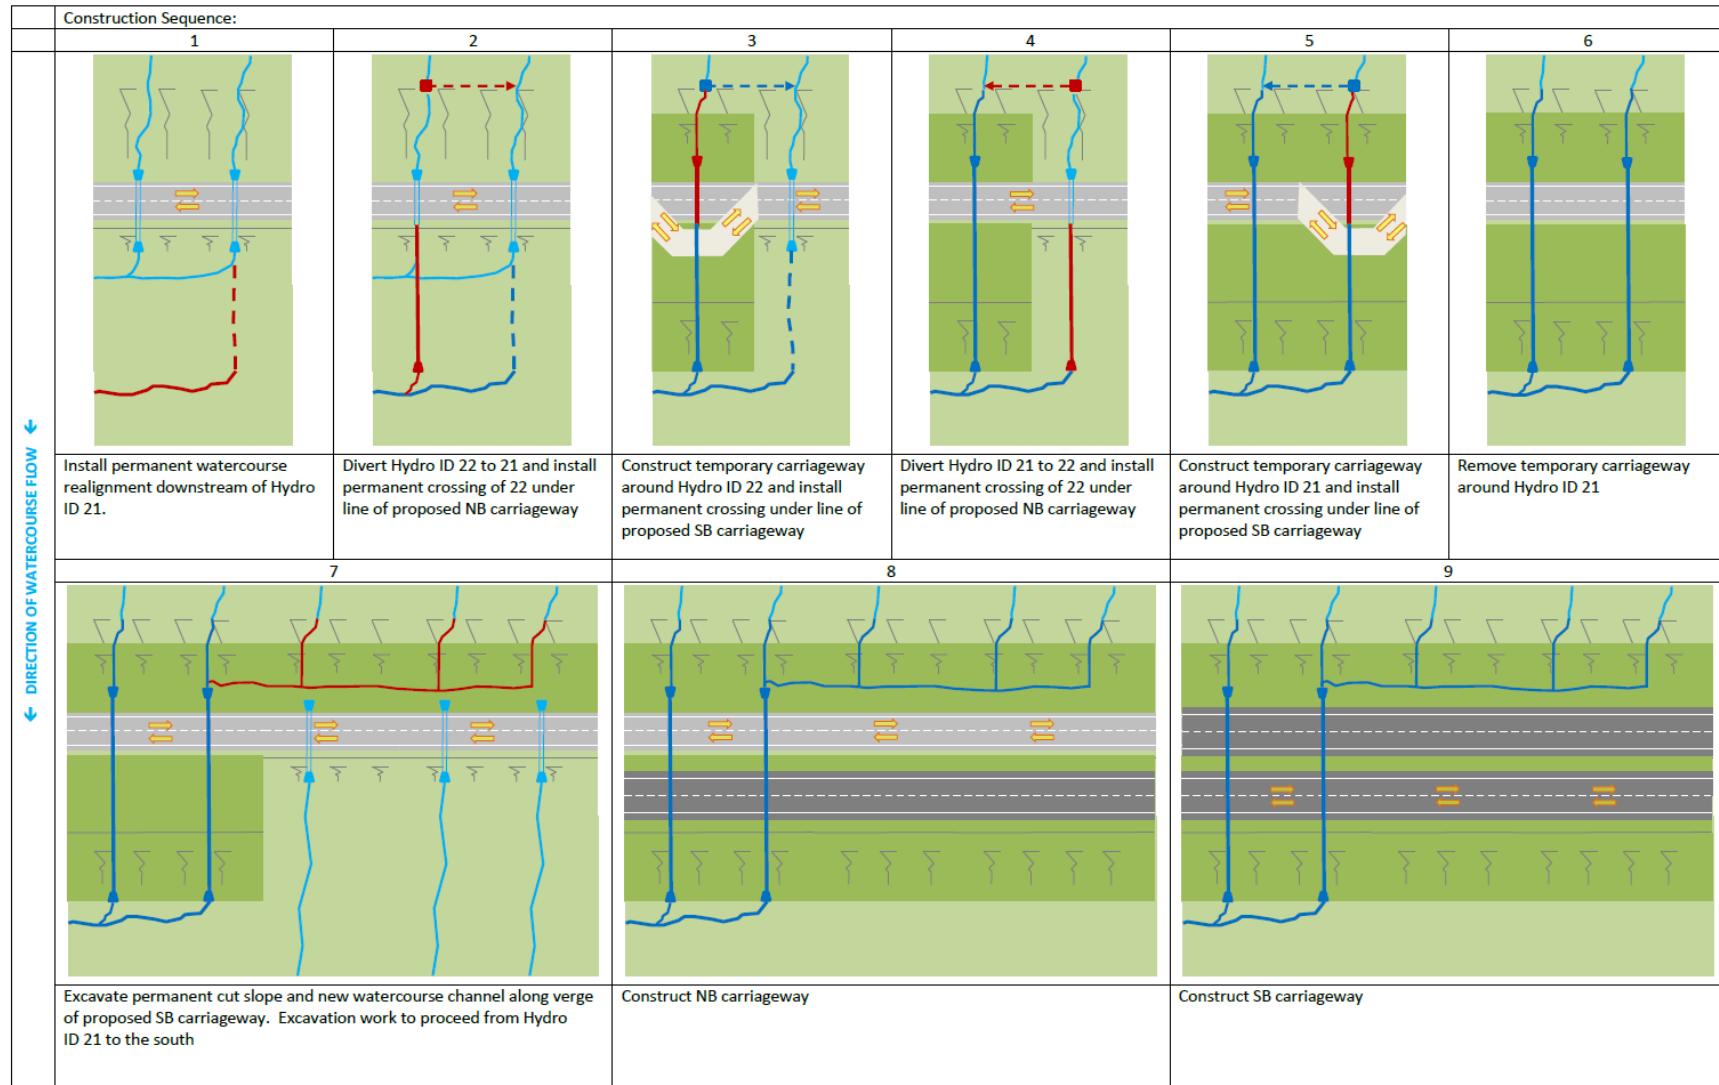 Construction Sequence:
1
2
3
4
5
6
Install permanent watercourse
realignment downstream of Hydro
ID 21.
Divert Hydro ID 22 to 21 and install
permanent crossing of 22 under
line of proposed NB carriageway
Construct temporary carriageway
around Hydro ID 22 and install
permanent crossing under line of
proposed SB carriageway
Divert Hydro ID 21 to 22 and install
permanent crossing of 22 under
line of proposed NB carriageway
Construct temporary carriageway
around Hydro ID 21 and install
permanent crossing under line of
proposed SB carriageway
Remove temporary carriageway
around Hydro ID 21
← DIRECTION OF WATERCOURSE FLOW ←
7
8
9
Excavate permanent cut slope and new watercourse channel along verge
of proposed SB carriageway. Excavation work to proceed from Hydro
ID 21 to the south
Construct NB carriageway
Construct SB carriageway